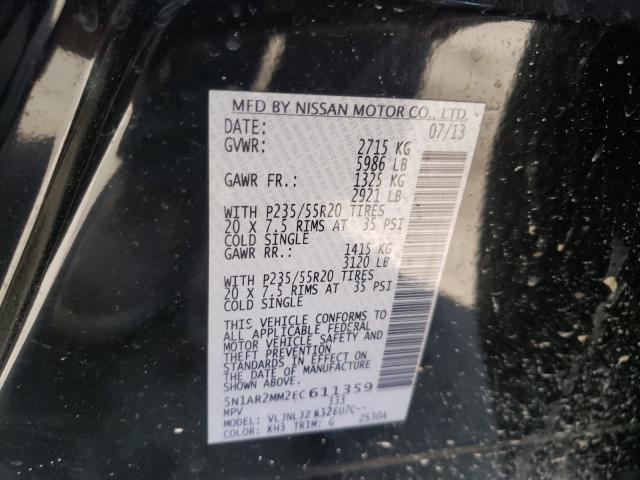 MFD BY NISSAN MOTOR CO., LTD.
DATE: 07/13
GVWR: 2715 KG
5986 LB
GAWR FR.: 1325 KG
2921 LB
WITH P235/55R20 TIRES
20 X 7.5 RIMS AT 35 PSI
COLD SINGLE
GAWR RR.: 1415 KG
3120 LB
WITH P235/55R20 TIRES
20 X 7.5 RIMS AT 35 PSI
COLD SINGLE
THIS VEHICLE CONFORMS TO
ALL APPLICABLE FEDERAL
MOTOR VEHICLE SAFETY AND
THEFT PREVENTION
STANDARDS IN EFFECT ON
DATE OF MANUFACTURE
SHOWN ABOVE.
5N1AR2MM2EC611359
MPV 333
MODEL: VLJNLJZ R52EU7C--
COLOR: KH3 TRIM: G 2S30A